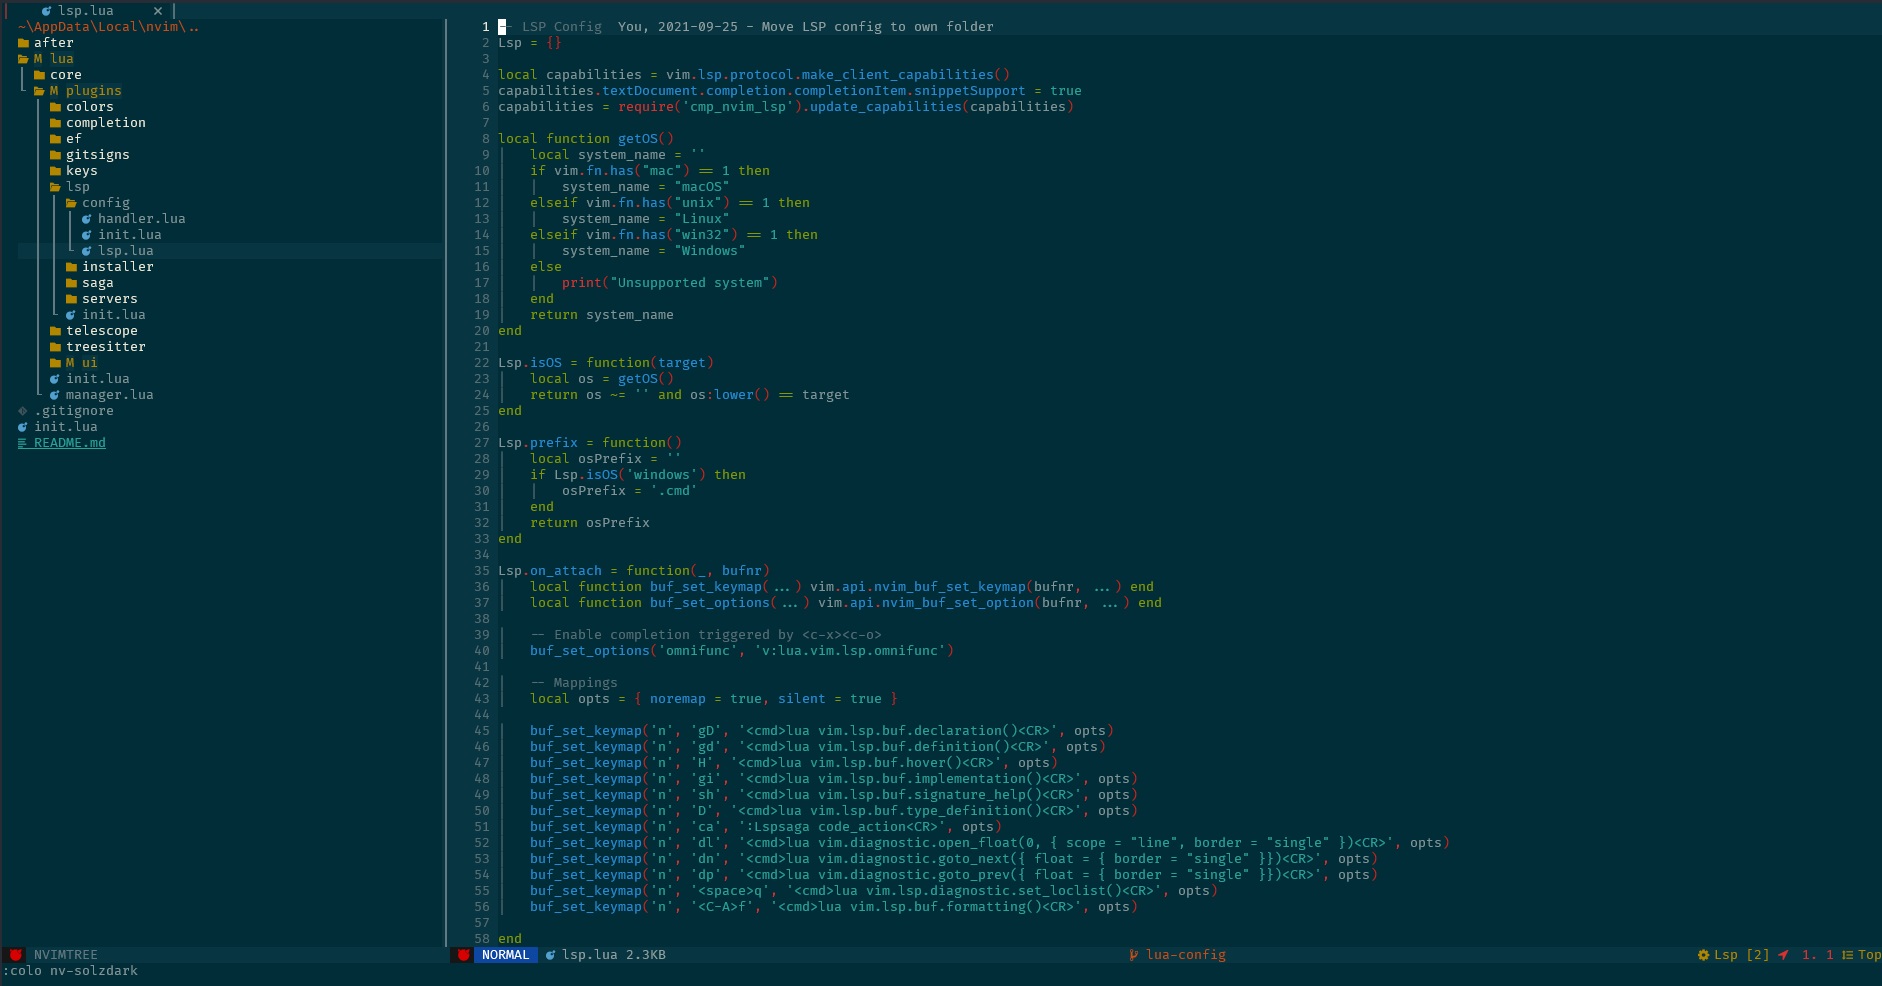 lsp.lua ✕
~\AppData\Local\nvim\..
after
M lua
core
M plugins
colors
completion
ef
gitsigns
keys
lsp
config
handler.lua
init.lua
lsp.lua
installer
saga
servers
init.lua
telescope
treesitter
M ui
init.lua
manager.lua
.gitignore
init.lua
README.md
1 -- LSP Config  You, 2021-09-25 - Move LSP config to own folder
2 Lsp = {}
3
4 local capabilities = vim.lsp.protocol.make_client_capabilities()
5 capabilities.textDocument.completion.completionItem.snippetSupport = true
6 capabilities = require('cmp_nvim_lsp').update_capabilities(capabilities)
7
8 local function getOS()
9     local system_name = ''
10     if vim.fn.has("mac") == 1 then
11         system_name = "macOS"
12     elseif vim.fn.has("unix") == 1 then
13         system_name = "Linux"
14     elseif vim.fn.has("win32") == 1 then
15         system_name = "Windows"
16     else
17         print("Unsupported system")
18     end
19     return system_name
20 end
21
22 Lsp.isOS = function(target)
23     local os = getOS()
24     return os ~= '' and os:lower() == target
25 end
26
27 Lsp.prefix = function()
28     local osPrefix = ''
29     if Lsp.isOS('windows') then
30         osPrefix = '.cmd'
31     end
32     return osPrefix
33 end
34
35 Lsp.on_attach = function(_, bufnr)
36     local function buf_set_keymap(...) vim.api.nvim_buf_set_keymap(bufnr, ...) end
37     local function buf_set_options(...) vim.api.nvim_buf_set_option(bufnr, ...) end
38
39     -- Enable completion triggered by <c-x><c-o>
40     buf_set_options('omnifunc', 'v:lua.vim.lsp.omnifunc')
41
42     -- Mappings
43     local opts = { noremap = true, silent = true }
44
45     buf_set_keymap('n', 'gD', '<cmd>lua vim.lsp.buf.declaration()<CR>', opts)
46     buf_set_keymap('n', 'gd', '<cmd>lua vim.lsp.buf.definition()<CR>', opts)
47     buf_set_keymap('n', 'H', '<cmd>lua vim.lsp.buf.hover()<CR>', opts)
48     buf_set_keymap('n', 'gi', '<cmd>lua vim.lsp.buf.implementation()<CR>', opts)
49     buf_set_keymap('n', 'sh', '<cmd>lua vim.lsp.buf.signature_help()<CR>', opts)
50     buf_set_keymap('n', 'D', '<cmd>lua vim.lsp.buf.type_definition()<CR>', opts)
51     buf_set_keymap('n', 'ca', ':Lspsaga code_action<CR>', opts)
52     buf_set_keymap('n', 'dl', '<cmd>lua vim.diagnostic.open_float(0, { scope = "line", border = "single" })<CR>', opts)
53     buf_set_keymap('n', 'dn', '<cmd>lua vim.diagnostic.goto_next({ float = { border = "single" }})<CR>', opts)
54     buf_set_keymap('n', 'dp', '<cmd>lua vim.diagnostic.goto_prev({ float = { border = "single" }})<CR>', opts)
55     buf_set_keymap('n', '<space>q', '<cmd>lua vim.lsp.diagnostic.set_loclist()<CR>', opts)
56     buf_set_keymap('n', '<C-A>f', '<cmd>lua vim.lsp.buf.formatting()<CR>', opts)
57
58 end
NVIMTREE
NORMAL lsp.lua 2.3KB lua-config Lsp [2] 1. 1 Top
:colo nv-solzdark